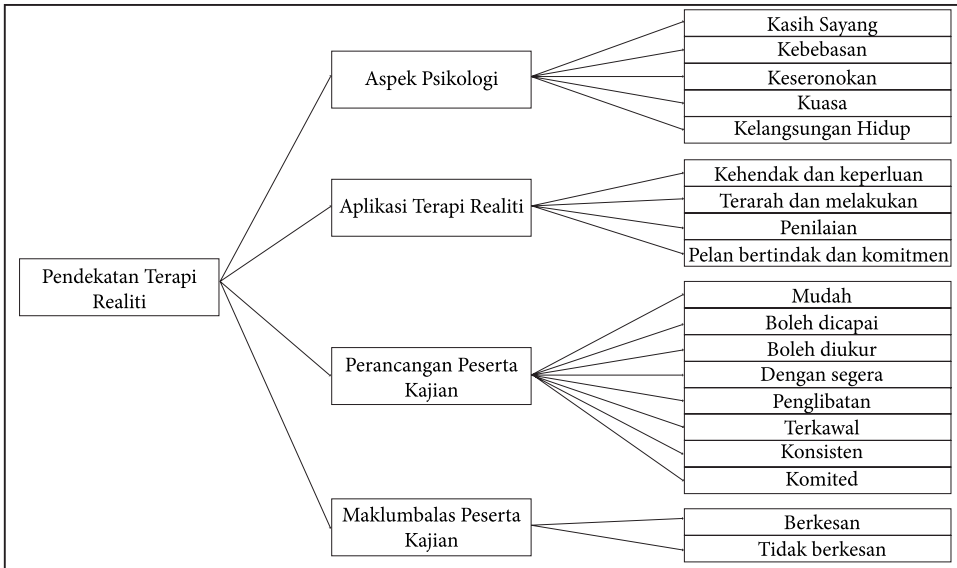 Pendekatan Terapi
Realiti
Aspek Psikologi
Kasih Sayang
Kebebasan
Keseronokan
Kuasa
Kelangsungan Hidup
Aplikasi Terapi Realiti
Kehendak dan keperluan
Terarah dan melakukan
Penilaian
Pelan bertindak dan komitmen
Perancangan Peserta
Kajian
Mudah
Boleh dicapai
Boleh diukur
Dengan segera
Penglibatan
Terkawal
Konsisten
Komited
Maklumbalas Peserta
Kajian
Berkesan
Tidak berkesan